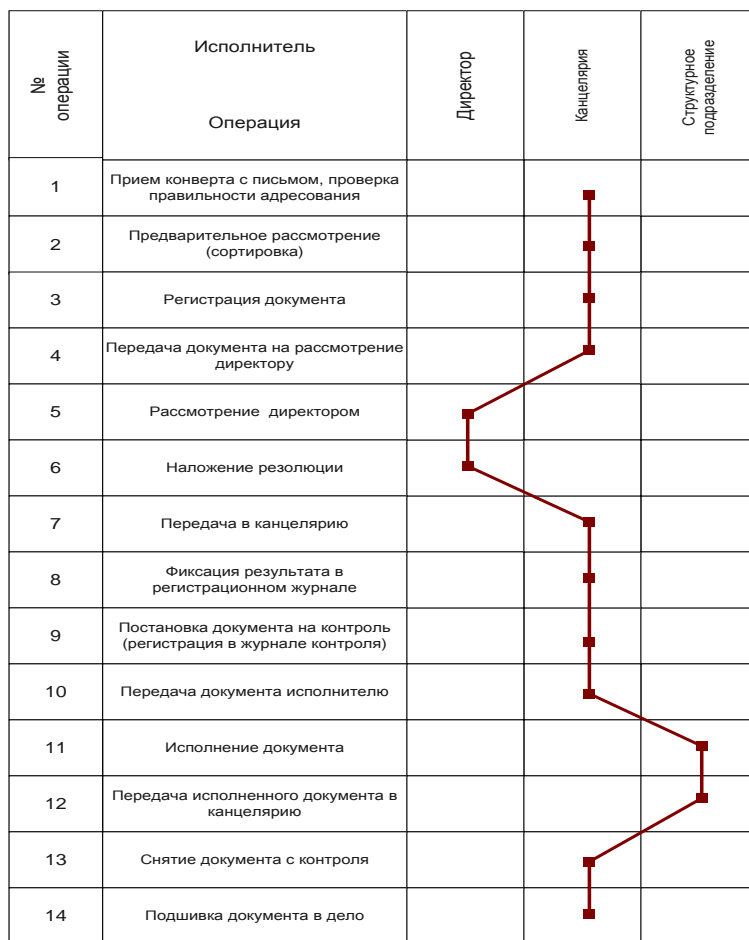 №
операции
Исполнитель
Операция
Директор
Канцелярия
Структурное
подразделение
1
Прием конверта с письмом, проверка
правильности адресования
2
Предварительное рассмотрение
(сортировка)
3
Регистрация документа
4
Передача документа на рассмотрение
директору
5
Рассмотрение директором
6
Наложение резолюции
7
Передача в канцелярию
8
Фиксация результата в
регистрационном журнале
9
Постановка документа на контроль
(регистрация в журнале контроля)
10
Передача документа исполнителю
11
Исполнение документа
12
Передача исполненного документа в
канцелярию
13
Снятие документа с контроля
14
Подшивка документа в дело